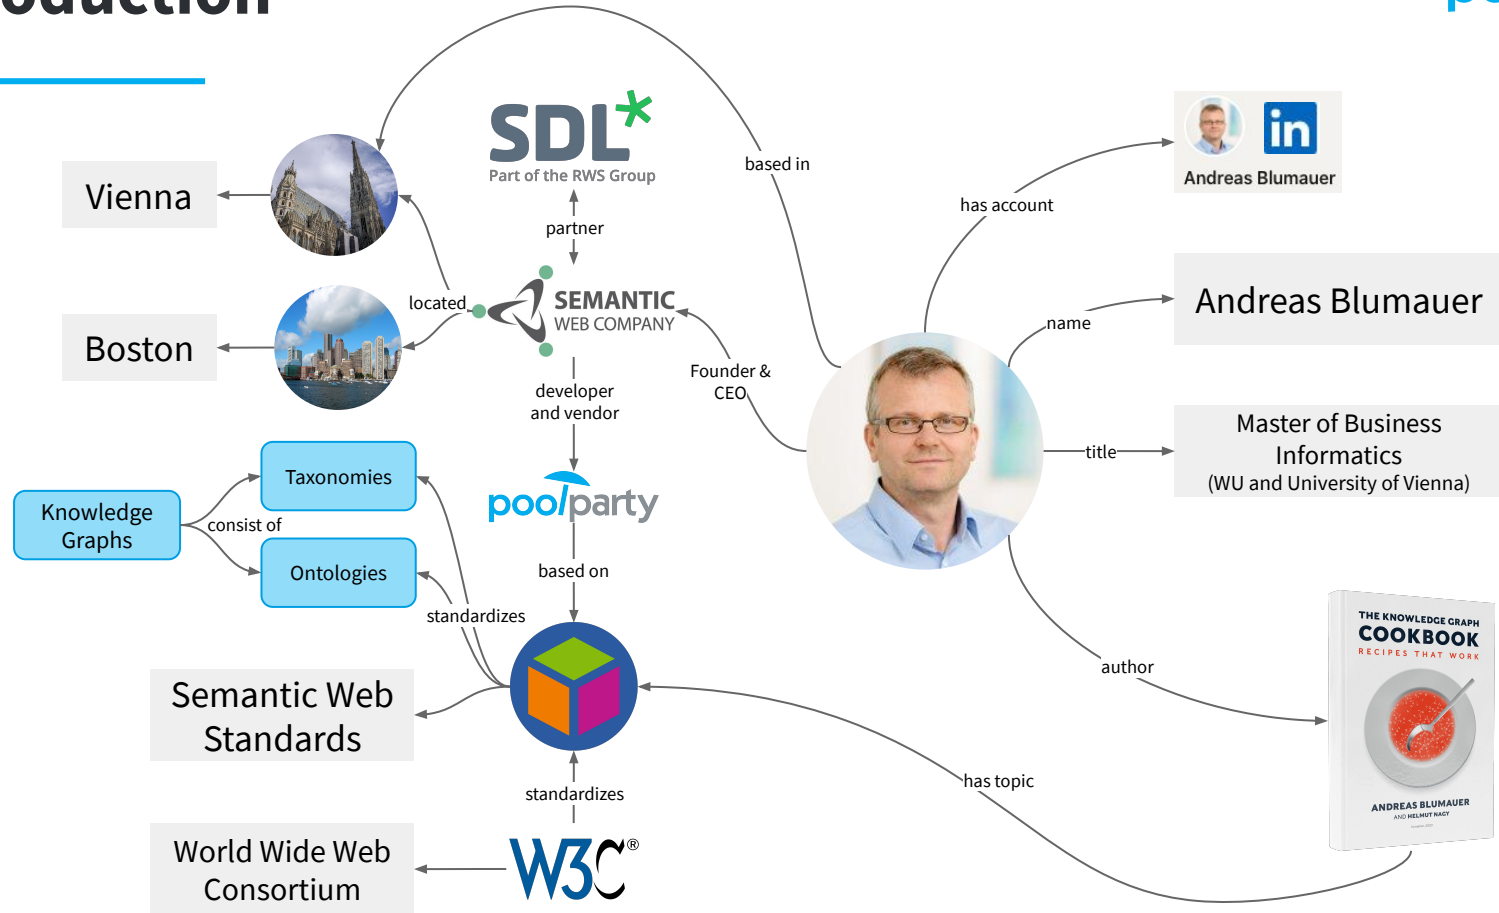 SDL
Part of the RWS Group
in
Andreas Blumauer
based in
has account
Vienna
partner
located
SEMANTIC
WEB COMPANY
name
Andreas Blumauer
Boston
Founder &
CEO
developer
and vendor
title
Master of Business
Informatics
(WU and University of Vienna)
Taxonomies
poolparty
Knowledge
Graphs
consist of
Ontologies
based on
standardizes
THE KNOWLEDGE GRAPH
COOKBOOK
RECIPES THAT WORK
author
Semantic Web
Standards
has topic
standardizes
ANDREAS BLUMAUER
AND HELMUT NAGY
World Wide Web
Consortium
W3C®